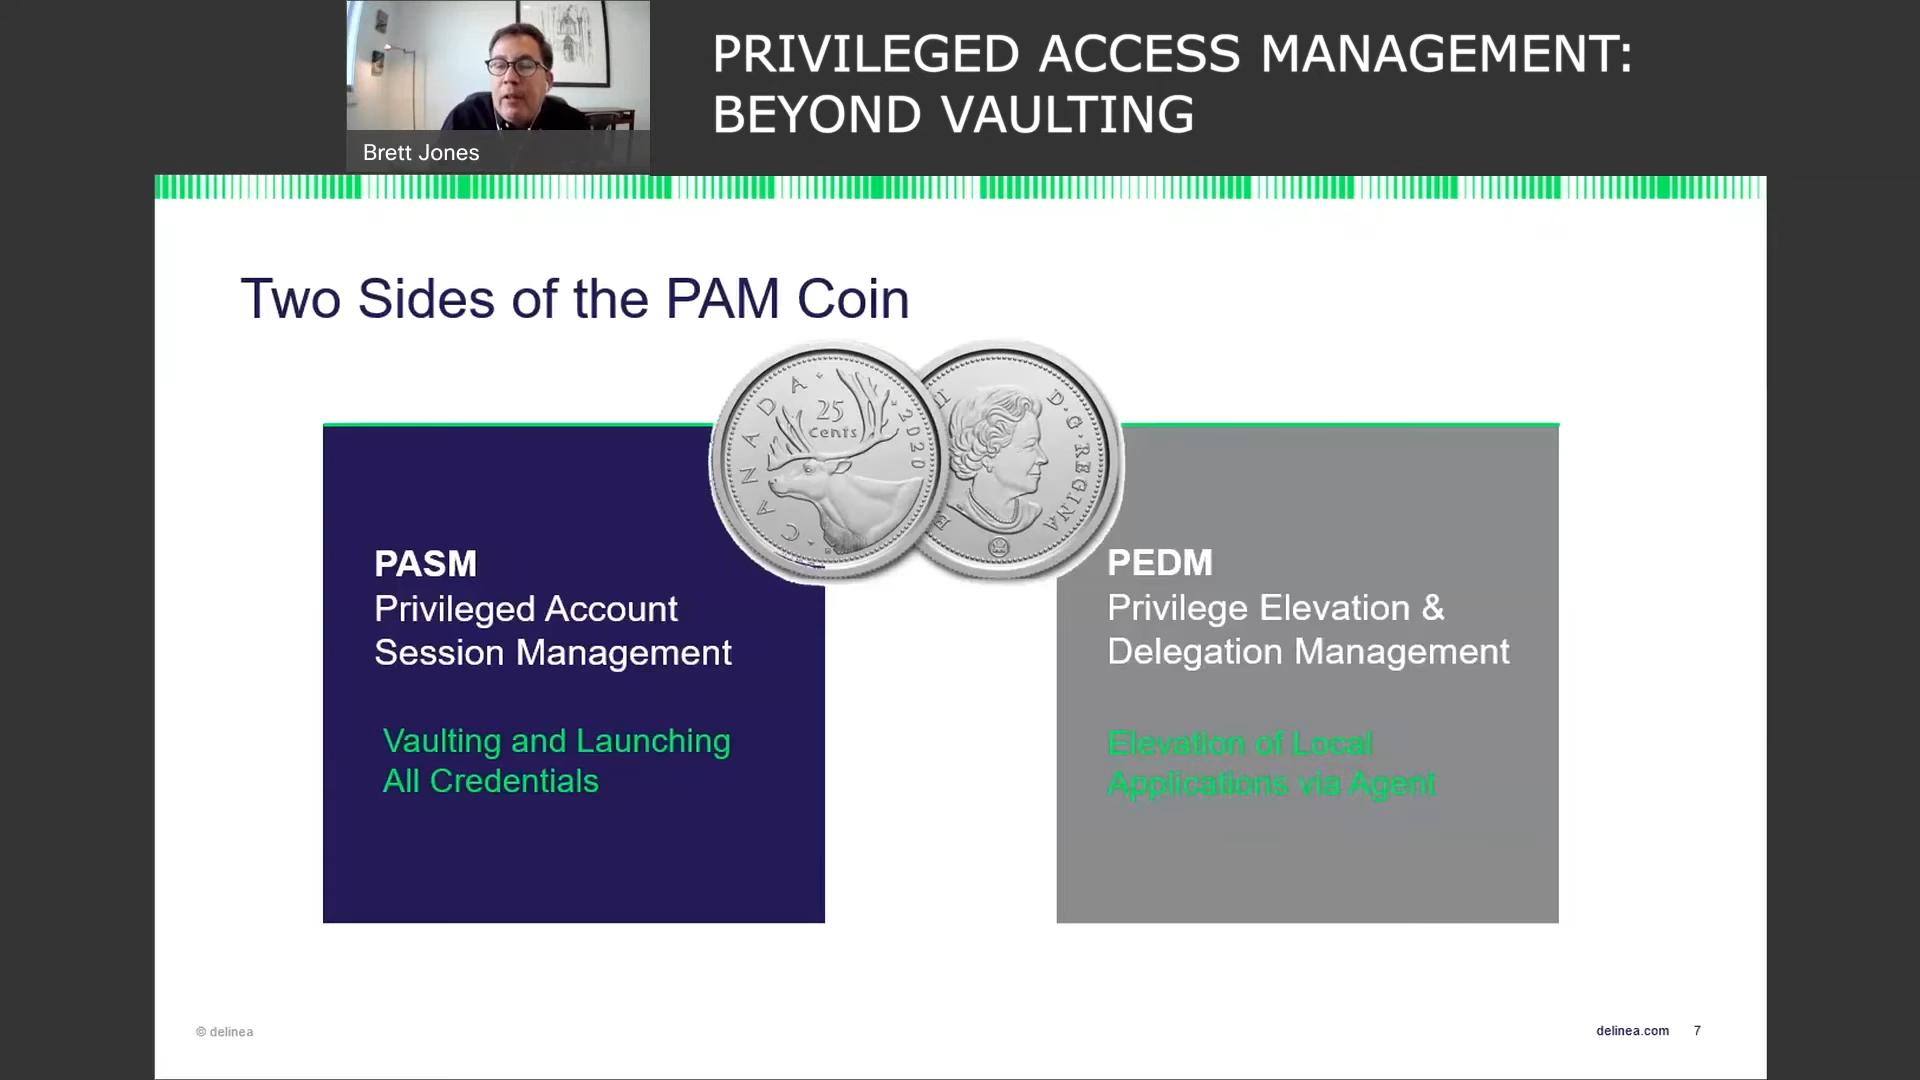 PRIVILEGED ACCESS MANAGEMENT:
BEYOND VAULTING
Brett Jones
Two Sides of the PAM Coin
CANADA
25
cents
2020
II
D·G·REGINA
PASM
Privileged Account
Session Management
Vaulting and Launching
All Credentials
PEDM
Privilege Elevation &
Delegation Management
Elevation of Local
Applications via Agent
© delinea
delinea.com 7